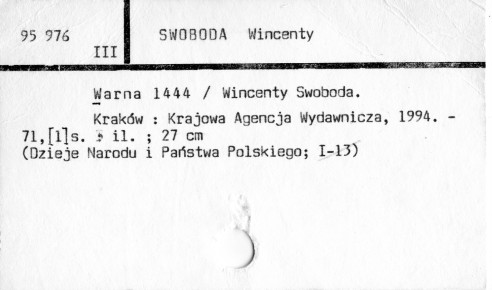 95 976
III
SWOBODA Wincenty
Warna 1444 / Wincenty Swoboda.
Kraków : Krajowa Agencja Wydawnicza, 1994. -
71,[1]s. : il. ; 27 cm
(Dzieje Narodu i Państwa Polskiego; I-13)